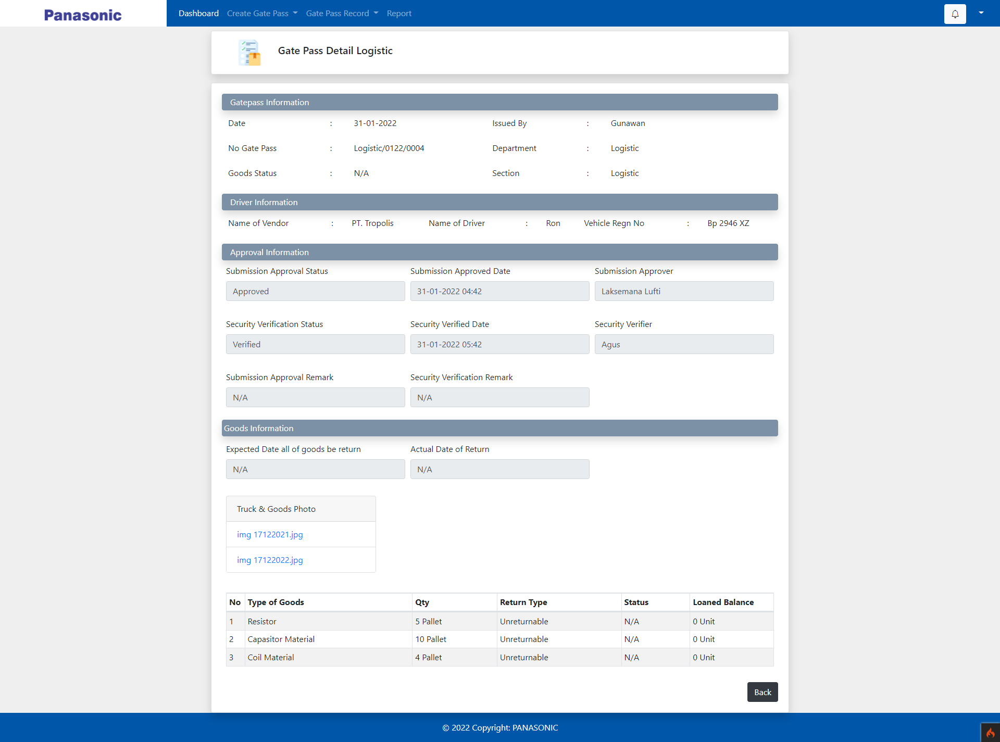 Panasonic
Dashboard Create Gate Pass Gate Pass Record Report
Gate Pass Detail Logistic
Gatepass Information
Date : 31-01-2022 Issued By : Gunawan
No Gate Pass : Logistic/0122/0004 Department : Logistic
Goods Status : N/A Section : Logistic
Driver Information
Name of Vendor : PT. Tropolis Name of Driver : Ron Vehicle Regn No : Bp 2946 XZ
Approval Information
Submission Approval Status Submission Approved Date Submission Approver
Approved 31-01-2022 04:42 Laksemana Lufti
Security Verification Status Security Verified Date Security Verifier
Verified 31-01-2022 05:42 Agus
Submission Approval Remark Security Verification Remark
N/A N/A
Goods Information
Expected Date all of goods be return Actual Date of Return
N/A N/A
Truck & Goods Photo
img 17122021.jpg
img 17122022.jpg
No Type of Goods Qty Return Type Status Loaned Balance
1 Resistor 5 Pallet Unreturnable N/A 0 Unit
2 Capasitor Material 10 Pallet Unreturnable N/A 0 Unit
3 Coil Material 4 Pallet Unreturnable N/A 0 Unit
Back
© 2022 Copyright: PANASONIC